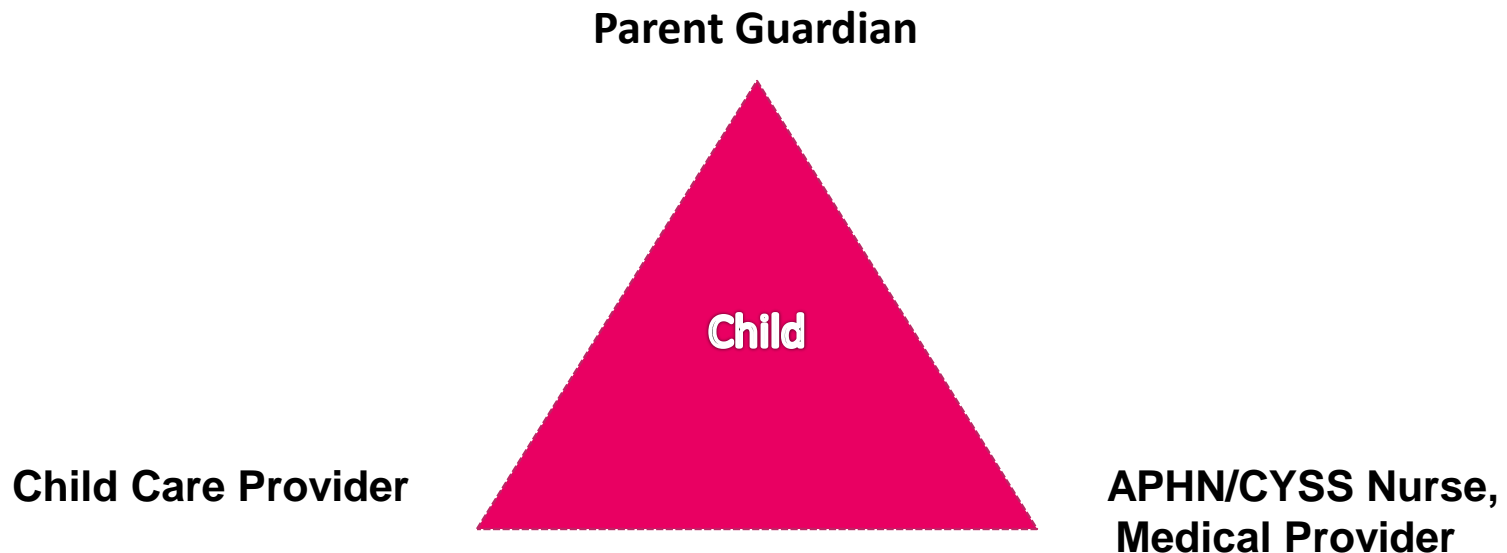 Parent Guardian
Child
Child Care Provider
APHN/CYSS Nurse,
Medical Provider